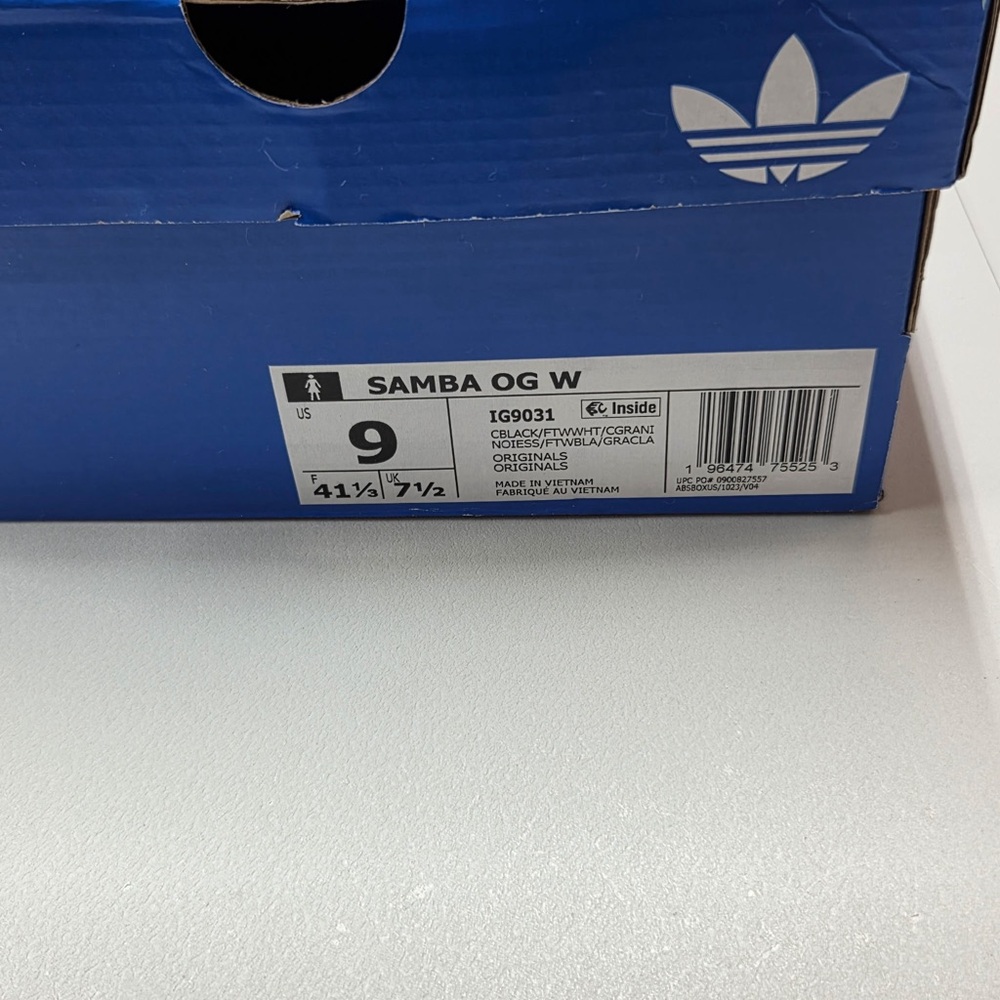 SAMBA OG W
US
9
F
41⅓
UK
7½
IG9031
Inside
CBLACK/FTWWHT/CGRANI
NOIESS/FTWBLA/GRACLA
ORIGINALS
ORIGINALS
MADE IN VIETNAM
FABRIQUÉ AU VIETNAM
1 96474 75525 3
UPC PO# 0900827557
ABSBOXUS/1023/V04